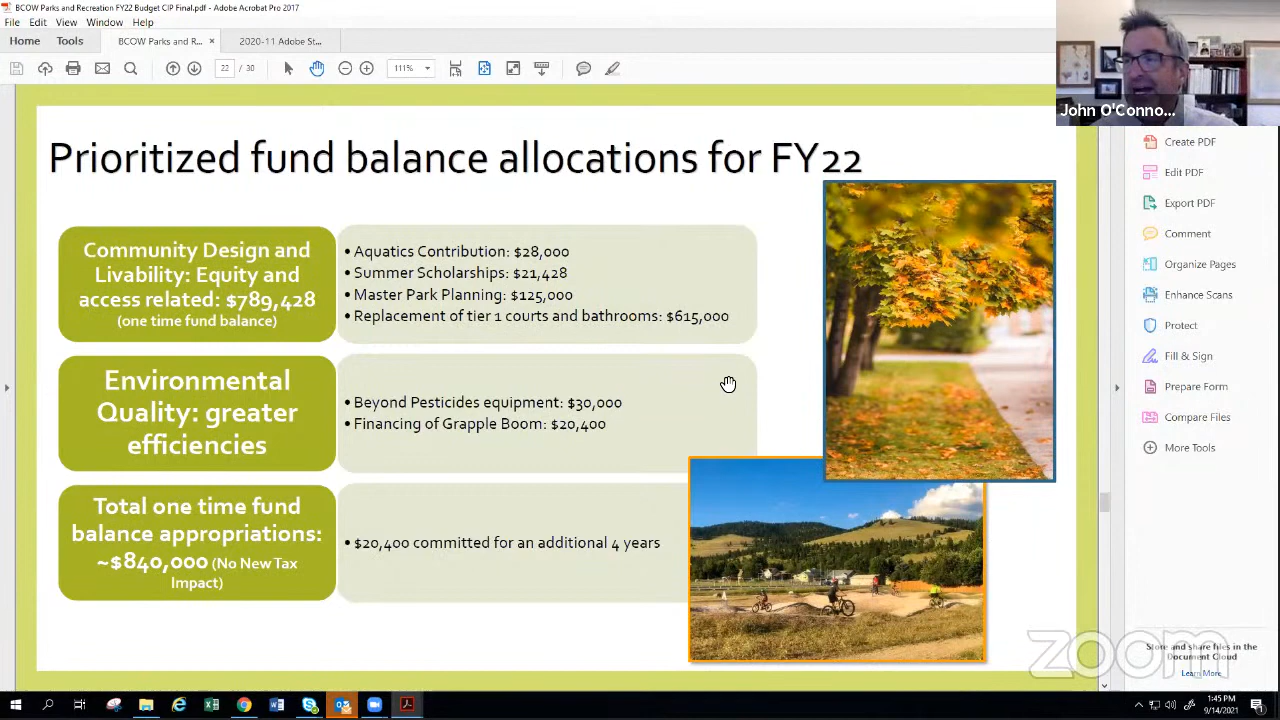 BCOW Parks and Recreation FY22 Budget CIP Final.pdf - Adobe Acrobat Pro 2017
File Edit View Window Help
Home Tools BCOW Parks and R... × 2020-11 Adobe St...
22 / 30 111%
John O'Conno...
Prioritized fund balance allocations for FY22
Community Design and
Livability: Equity and
access related: $789,428
(one time fund balance)
• Aquatics Contribution: $28,000
• Summer Scholarships: $21,428
• Master Park Planning: $125,000
• Replacement of tier 1 courts and bathrooms: $615,000
Environmental
Quality: greater
efficiencies
• Beyond Pesticides equipment: $30,000
• Financing of Grapple Boom: $20,400
Total one time fund
balance appropriations:
~$840,000 (No New Tax
Impact)
• $20,400 committed for an additional 4 years
Create PDF
Edit PDF
Export PDF
Comment
Organize Pages
Enhance Scans
Protect
Fill & Sign
Prepare Form
Compare Files
More Tools
zoom
Store and share files in the
Document Cloud
Learn More
1:45 PM
9/14/2021